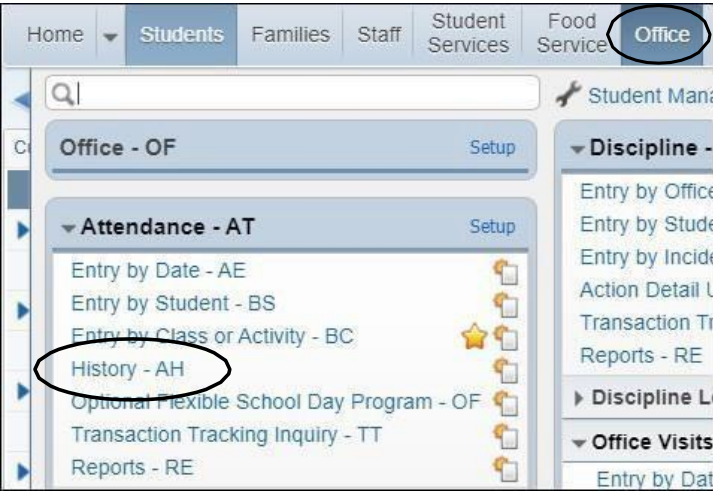 Home Students Families Staff Student Services Food Service Office
Student Mana
Office - OF Setup
Attendance - AT Setup
Entry by Date - AE
Entry by Student - BS
Entry by Class or Activity - BC
History - AH
Optional Flexible School Day Program - OF
Transaction Tracking Inquiry - TT
Reports - RE
Discipline -
Entry by Office
Entry by Stude
Entry by Incide
Action Detail U
Transaction Tr
Reports - RE
Discipline L
Office Visits
Entry by Dat